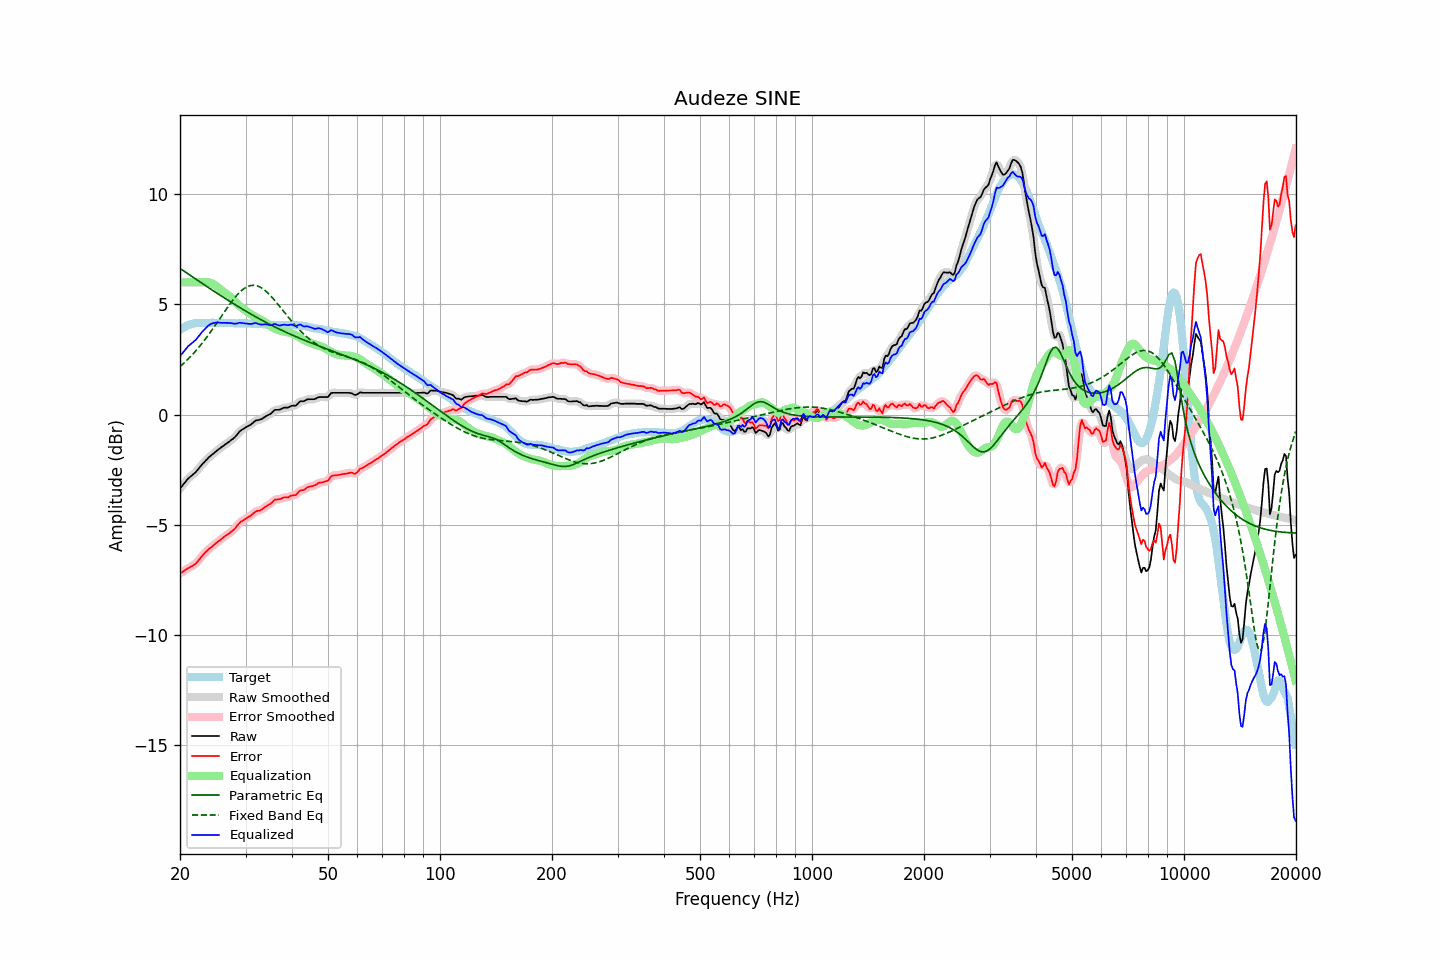 Audeze SINE
Amplitude (dBr)
10
5
0
−5
−10
−15
Target
Raw Smoothed
Error Smoothed
Raw
Error
Equalization
Parametric Eq
Fixed Band Eq
Equalized
20 50 100 200 500 1000 2000 5000 10000 20000
Frequency (Hz)